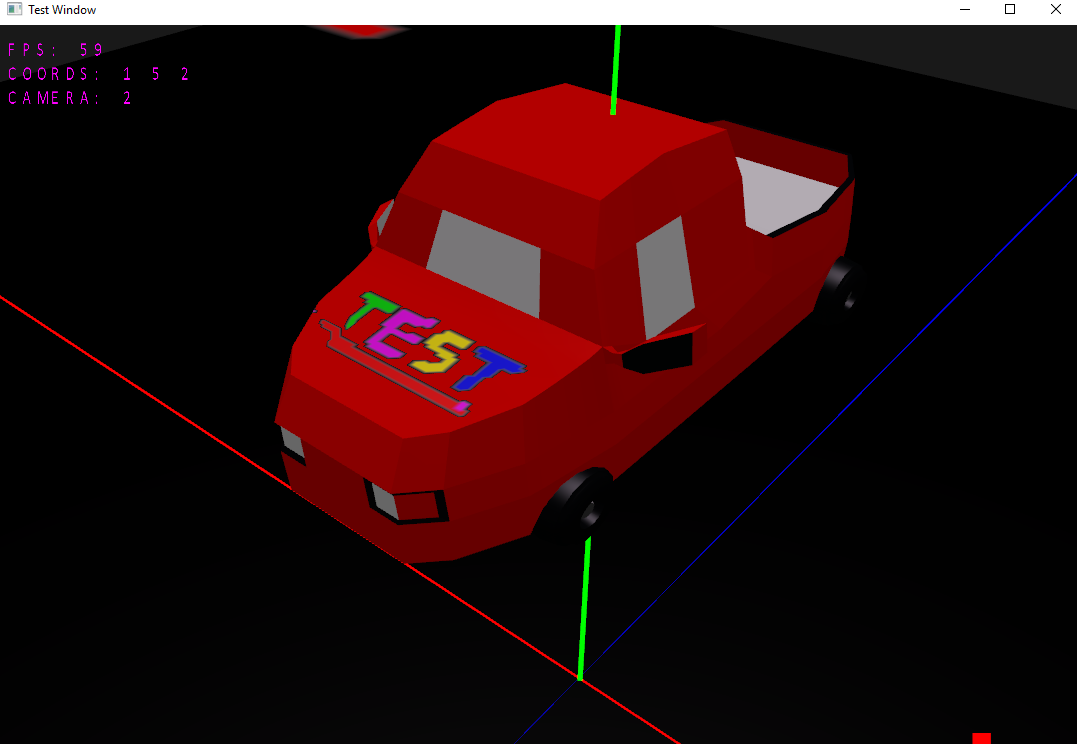 Test Window
FPS: 59
COORDS: 1 5 2
CAMERA: 2
TEST